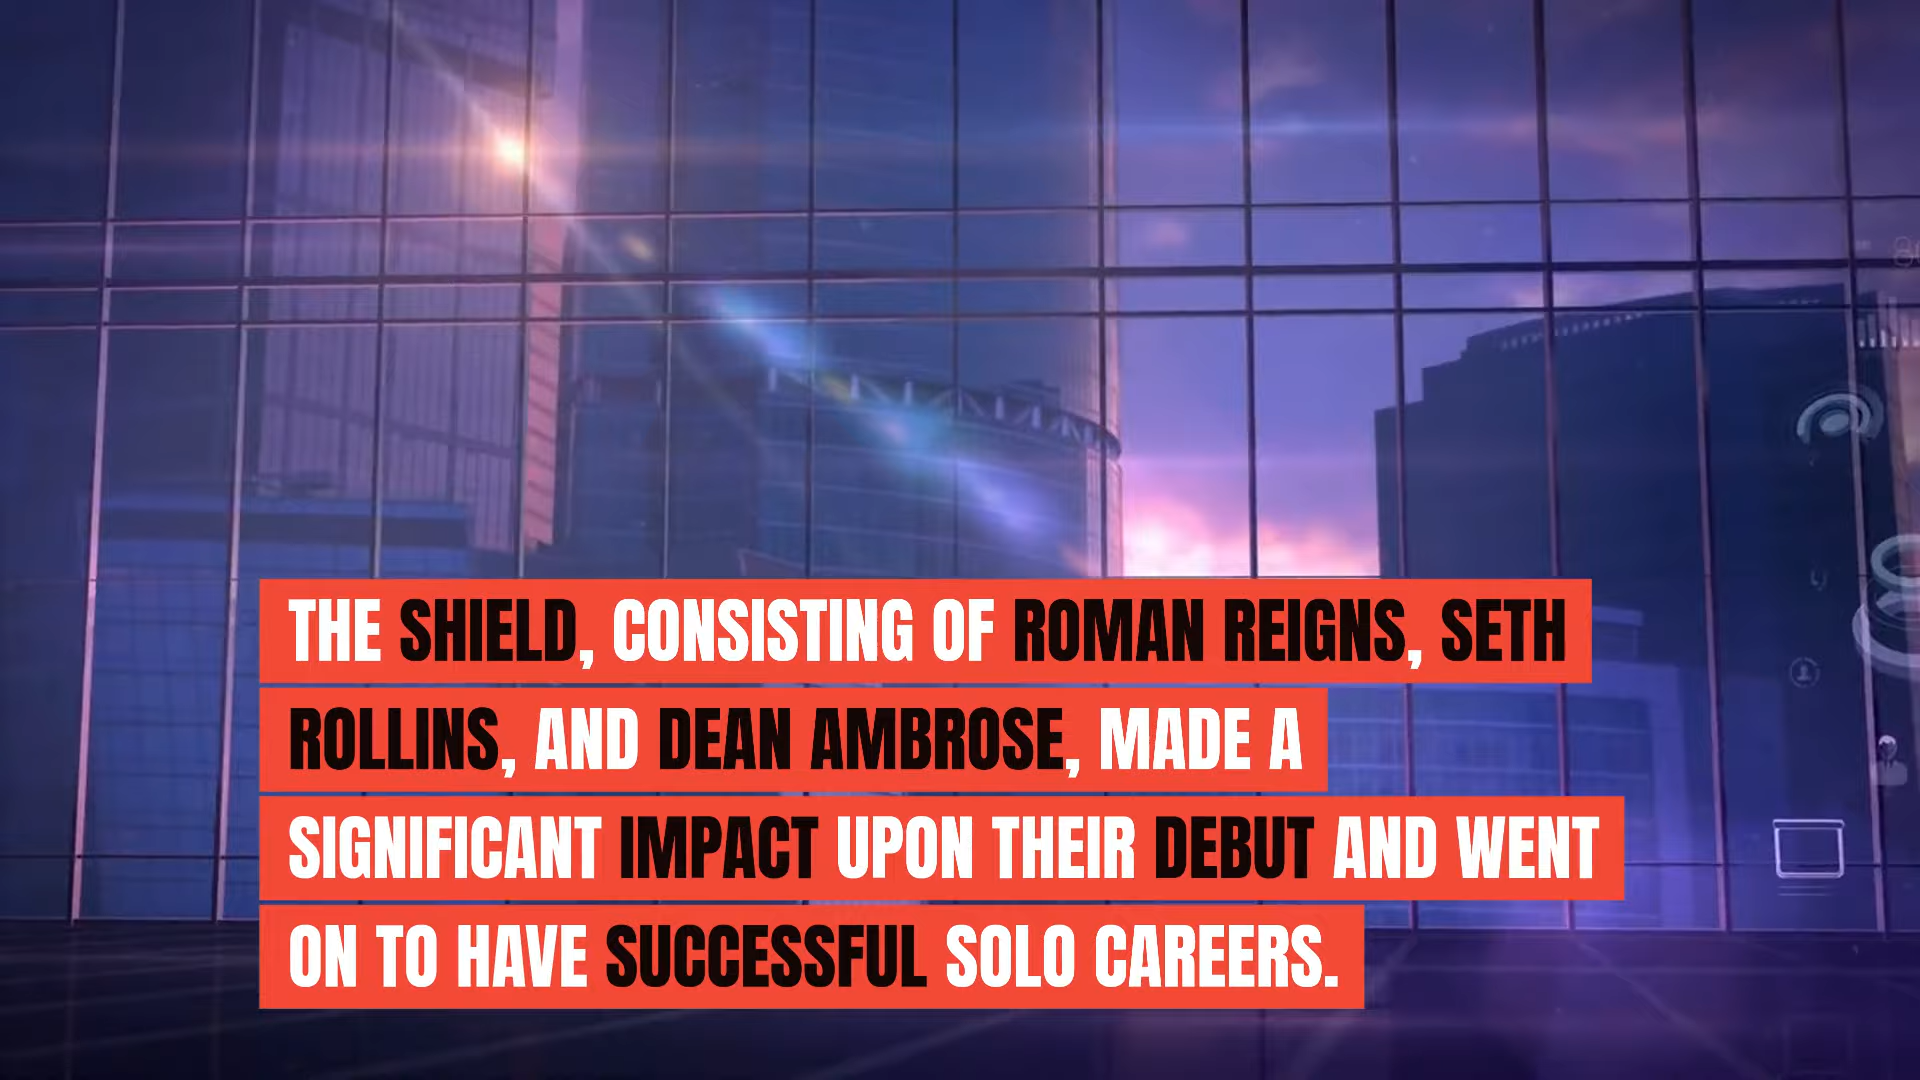 THE SHIELD, CONSISTING OF ROMAN REIGNS, SETH
ROLLINS, AND DEAN AMBROSE, MADE A
SIGNIFICANT IMPACT UPON THEIR DEBUT AND WENT
ON TO HAVE SUCCESSFUL SOLO CAREERS.